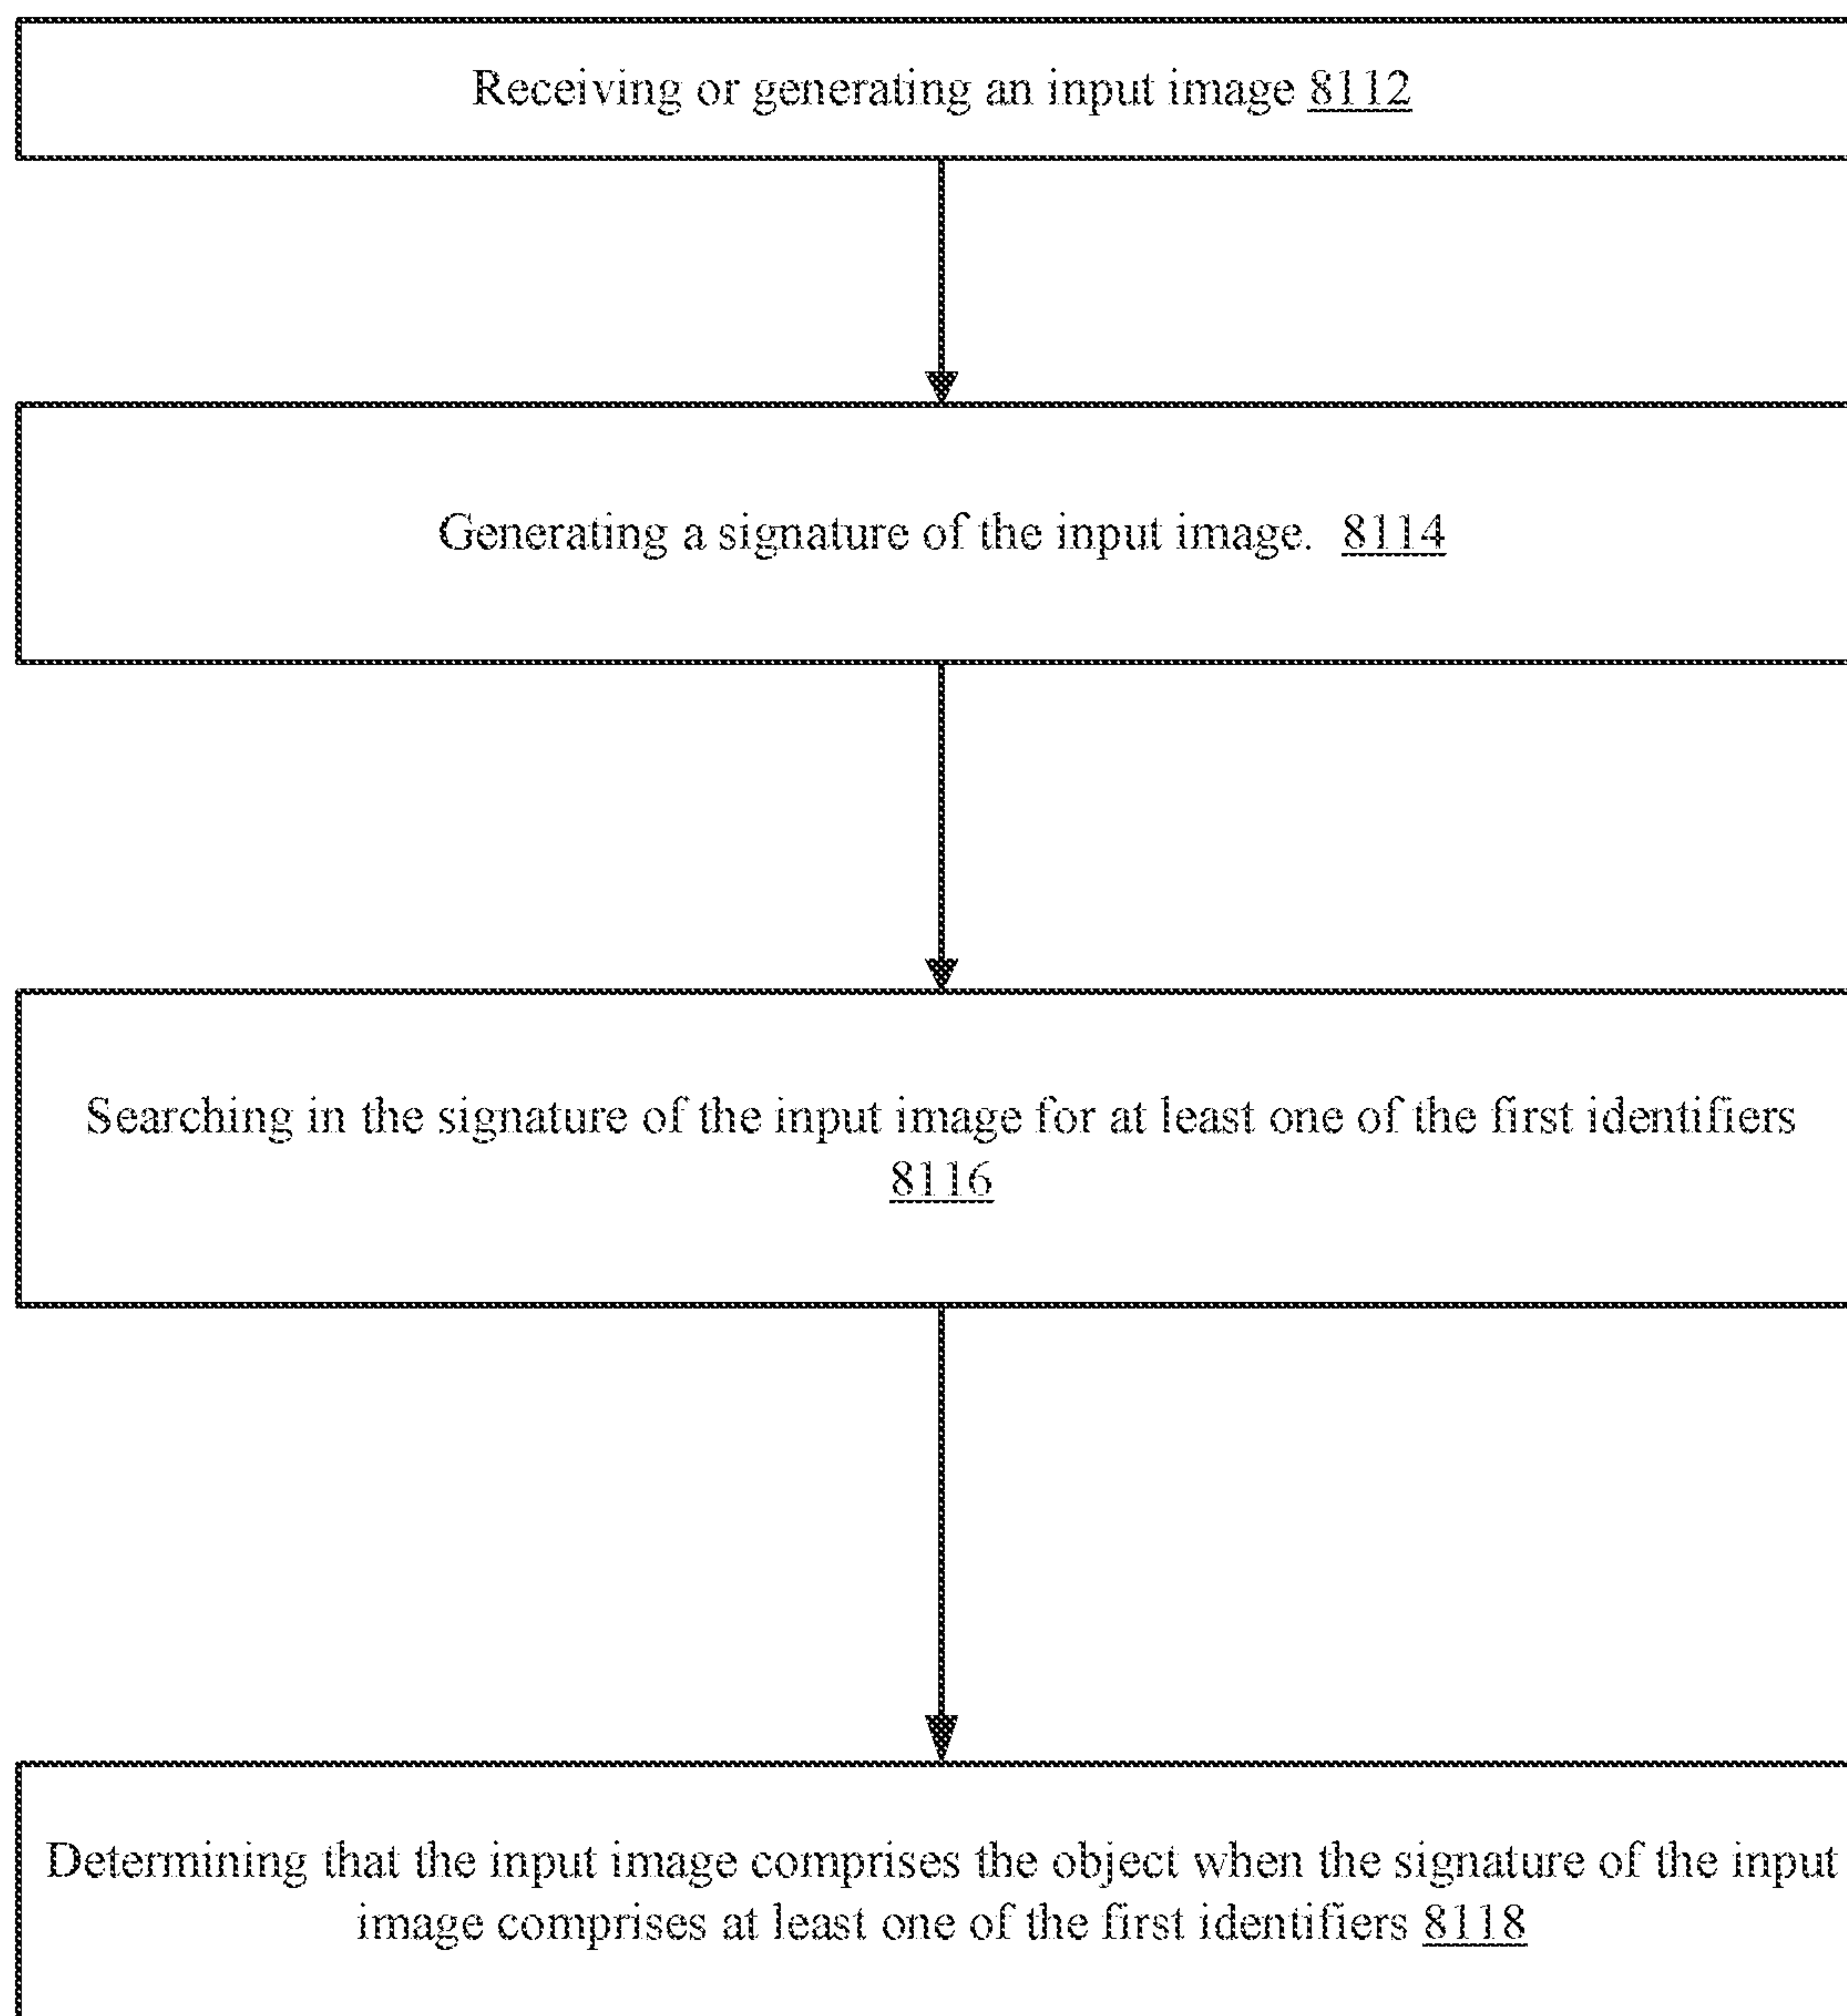 Receiving or generating an input image 8112
Generating a signature of the input image. 8114
Searching in the signature of the input image for at least one of the first identifiers
8116
Determining that the input image comprises the object when the signature of the input
image comprises at least one of the first identifiers 8118